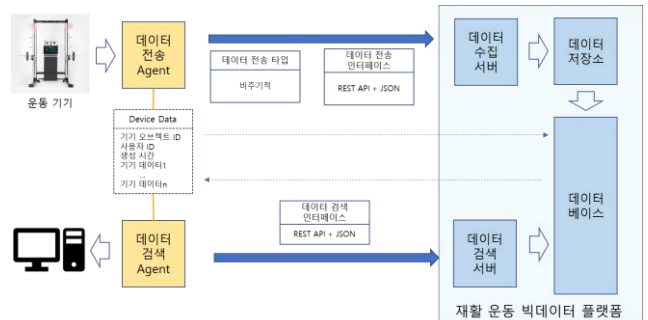 운동 기기
데이터
전송
Agent
데이터 전송 타입
비주기적
데이터 전송
인터페이스
REST API + JSON
데이터
수집
서버
데이터
저장소
Device Data
기기 오브젝트 ID
사용자 ID
생성 시간
기기 데이터1
...
기기 데이터n
데이터
베이스
데이터
검색
Agent
데이터 검색
인터페이스
REST API + JSON
데이터
검색
서버
재활 운동 빅데이터 플랫폼